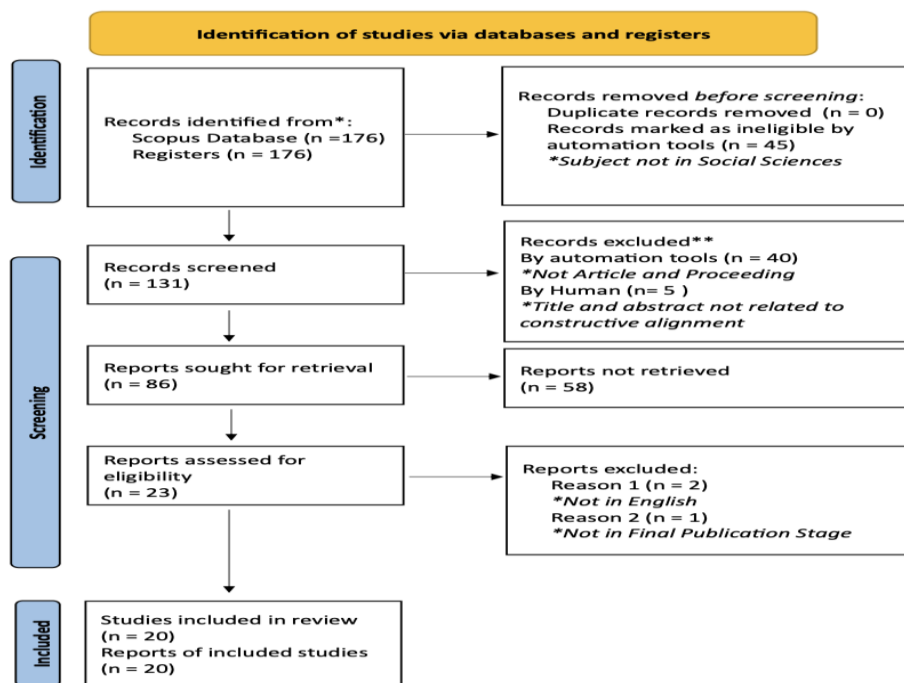 Identification of studies via databases and registers
Identification
Records identified from*:
Scopus Database (n =176)
Registers (n = 176)
Records removed before screening:
Duplicate records removed (n = 0)
Records marked as ineligible by
automation tools (n = 45)
*Subject not in Social Sciences
Screening
Records screened
(n = 131)
Records excluded**
By automation tools (n = 40)
*Not Article and Proceeding
By Human (n= 5 )
*Title and abstract not related to
constructive alignment
Reports sought for retrieval
(n = 86)
Reports not retrieved
(n = 58)
Reports assessed for
eligibility
(n = 23)
Reports excluded:
Reason 1 (n = 2)
*Not in English
Reason 2 (n = 1)
*Not in Final Publication Stage
Included
Studies included in review
(n = 20)
Reports of included studies
(n = 20)